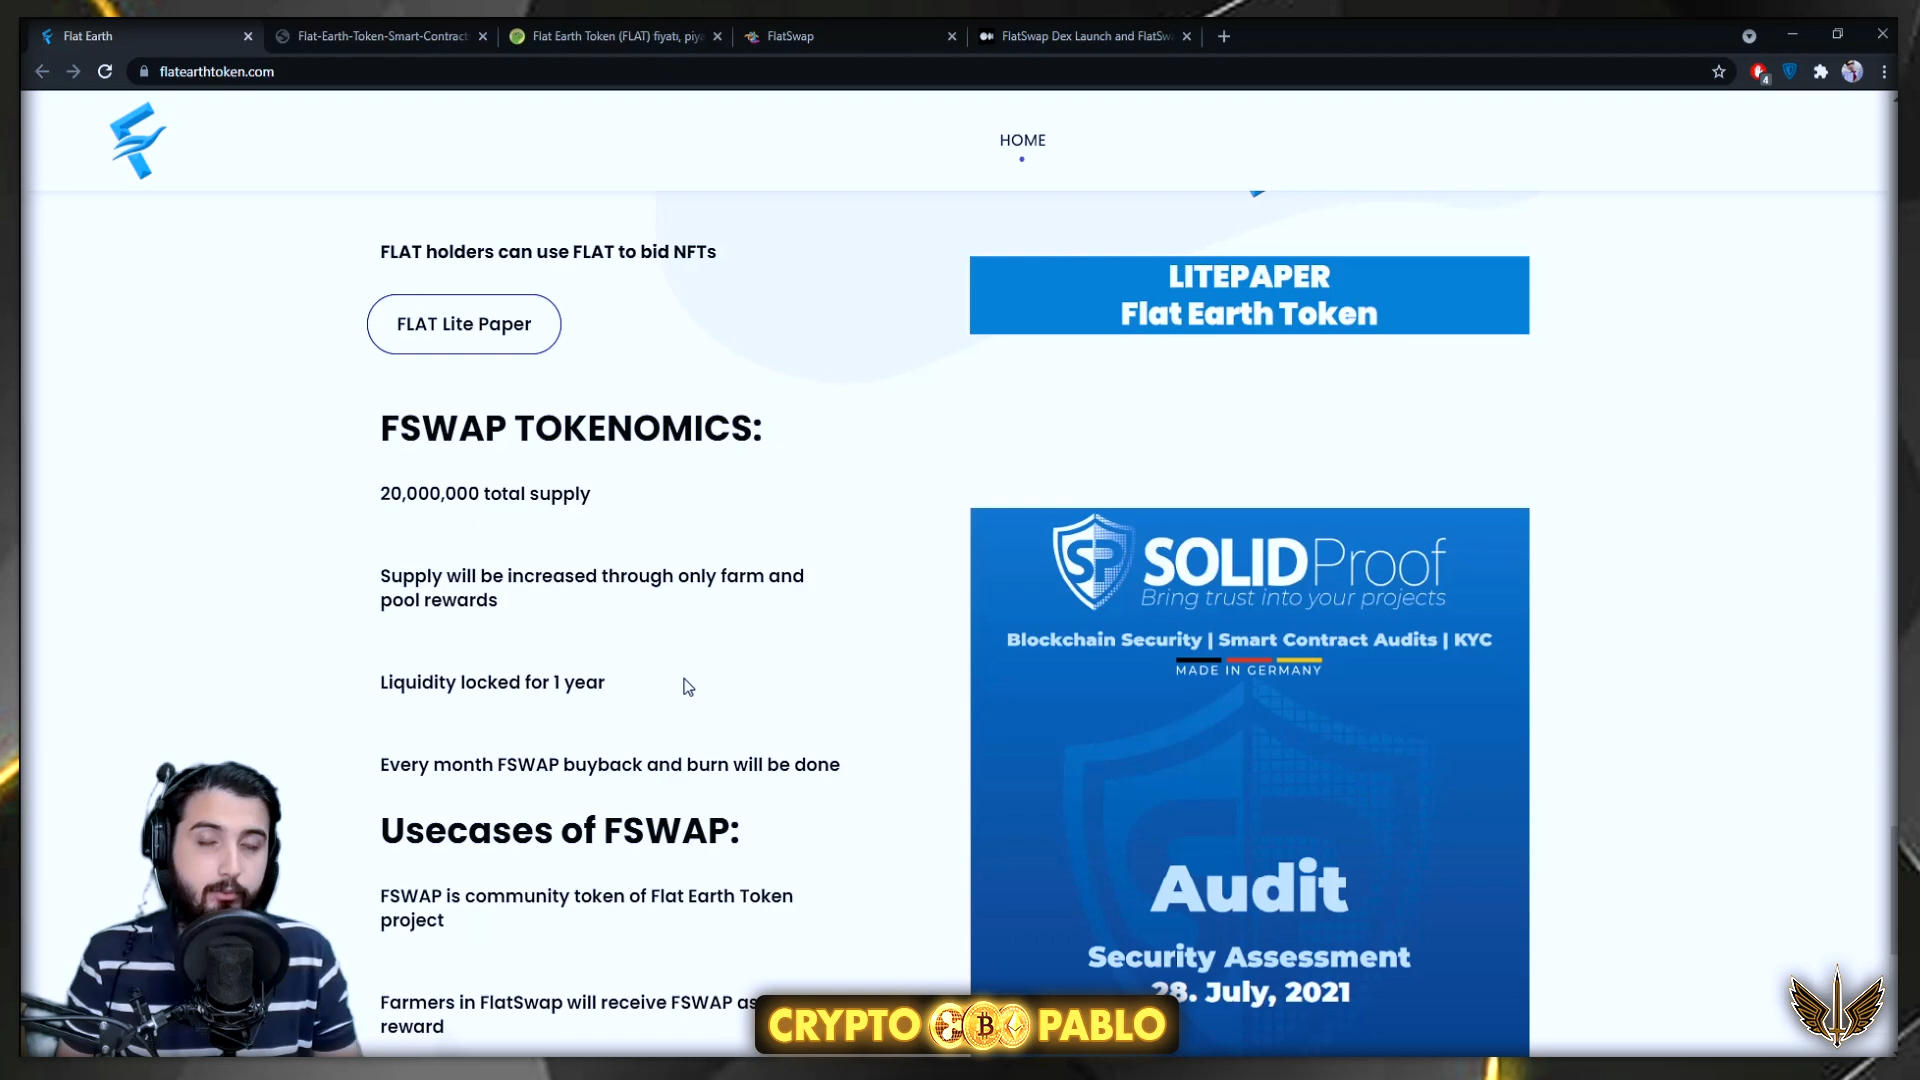 Flat Earth
Flat-Earth-Token-Smart-Contract
Flat Earth Token (FLAT) fiyatı, piya
FlatSwap
FlatSwap Dex Launch and FlatSw
flatearthtoken.com
4
HOME
FLAT holders can use FLAT to bid NFTs
FLAT Lite Paper
LITEPAPER
Flat Earth Token
FSWAP TOKENOMICS:
20,000,000 total supply
Supply will be increased through only farm and
pool rewards
Liquidity locked for 1 year
Every month FSWAP buyback and burn will be done
Usecases of FSWAP:
FSWAP is community token of Flat Earth Token
project
Farmers in FlatSwap will receive FSWAP as
reward
SP
SOLIDProof
Bring trust into your projects
Blockchain Security | Smart Contract Audits | KYC
MADE IN GERMANY
Audit
Security Assessment
28. July, 2021
CRYPTO PABLO